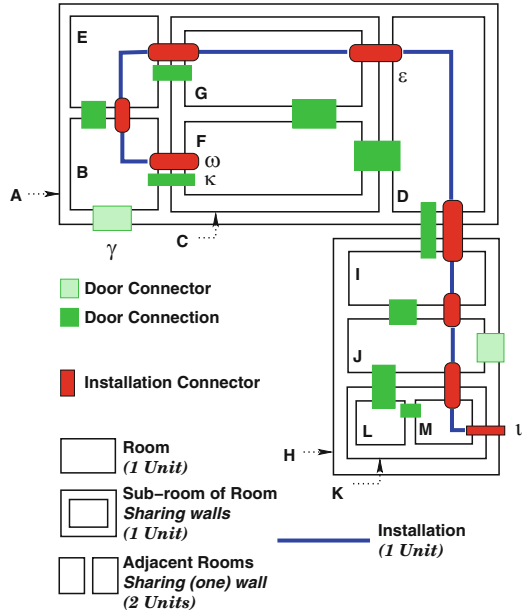 E
G
ε
B
F
ω
κ
A
D
C
γ
I
Door Connector
Door Connection
J
Installation Connector
L
M
ι
H
K
Room
(1 Unit)
Sub-room of Room
Sharing walls
(1 Unit)
Installation
(1 Unit)
Adjacent Rooms
Sharing (one) wall
(2 Units)